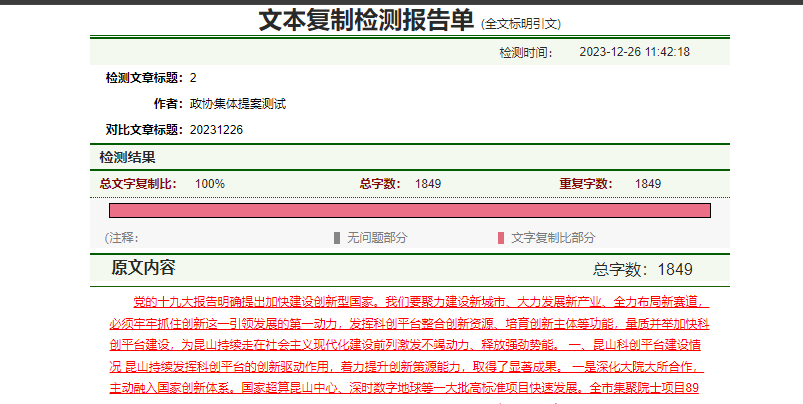 文本复制检测报告单 (全文标明引文)
检测时间： 2023-12-26 11:42:18
检测文章标题：2
作者：政协集体提案测试
对比文章标题：20231226
检测结果
总文字复制比： 100% 总字数： 1849 重复字数： 1849
(注释： 无问题部分 文字复制比部分
原文内容 总字数：1849
党的十九大报告明确提出加快建设创新型国家。我们要聚力建设新城市、大力发展新产业、全力布局新赛道，
必须牢牢抓住创新这一引领发展的第一动力，发挥科创平台整合创新资源、培育创新主体等功能，量质并举加快科
创平台建设，为昆山持续走在社会主义现代化建设前列激发不竭动力、释放强劲势能。 一、昆山科创平台建设情
况 昆山持续发挥科创平台的创新驱动作用，着力提升创新策源能力，取得了显著成果。 一是深化大院大所合作，
主动融入国家创新体系。国家超算昆山中心、深时数字地球等一大批高标准项目快速发展。全市集聚院士项目89